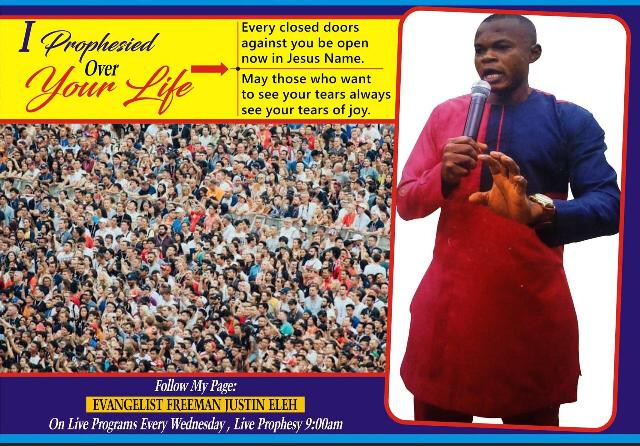 I Prophesied
Over
Your Life
Every closed doors
against you be open
now in Jesus Name.
May those who want
to see your tears always
see your tears of joy.
Follow My Page:
EVANGELIST FREEMAN JUSTIN ELEH
On Live Programs Every Wednesday , Live Prophesy 9:00am